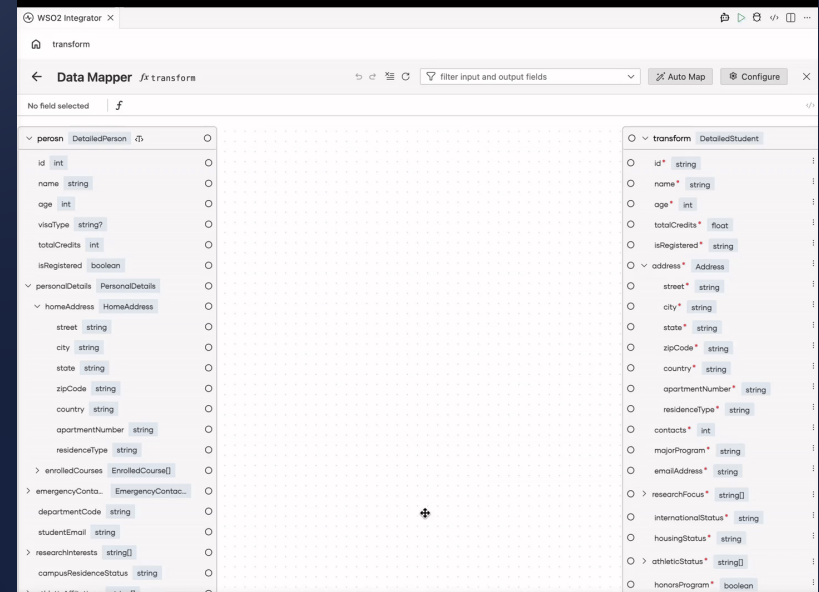 WSO2 Integrator
transform
Data Mapper fx transform
filter input and output fields
Auto Map
Configure
No field selected
perosn DetailedPerson
id int
name string
age int
visaType string?
totalCredits int
isRegistered boolean
personalDetails PersonalDetails
homeAddress HomeAddress
street string
city string
state string
zipCode string
country string
apartmentNumber string
residenceType string
enrolledCourses EnrolledCourse[]
emergencyConta... EmergencyContac...
departmentCode string
studentEmail string
researchInterests string[]
campusResidenceStatus string
transform DetailedStudent
id* string
name* string
age* int
totalCredits* float
isRegistered* string
address* Address
street* string
city* string
state* string
zipCode* string
country* string
apartmentNumber* string
residenceType* string
contacts* int
majorProgram* string
emailAddress* string
researchFocus* string[]
internationalStatus* string
housingStatus* string
athleticStatus* string[]
honorsProgram* boolean